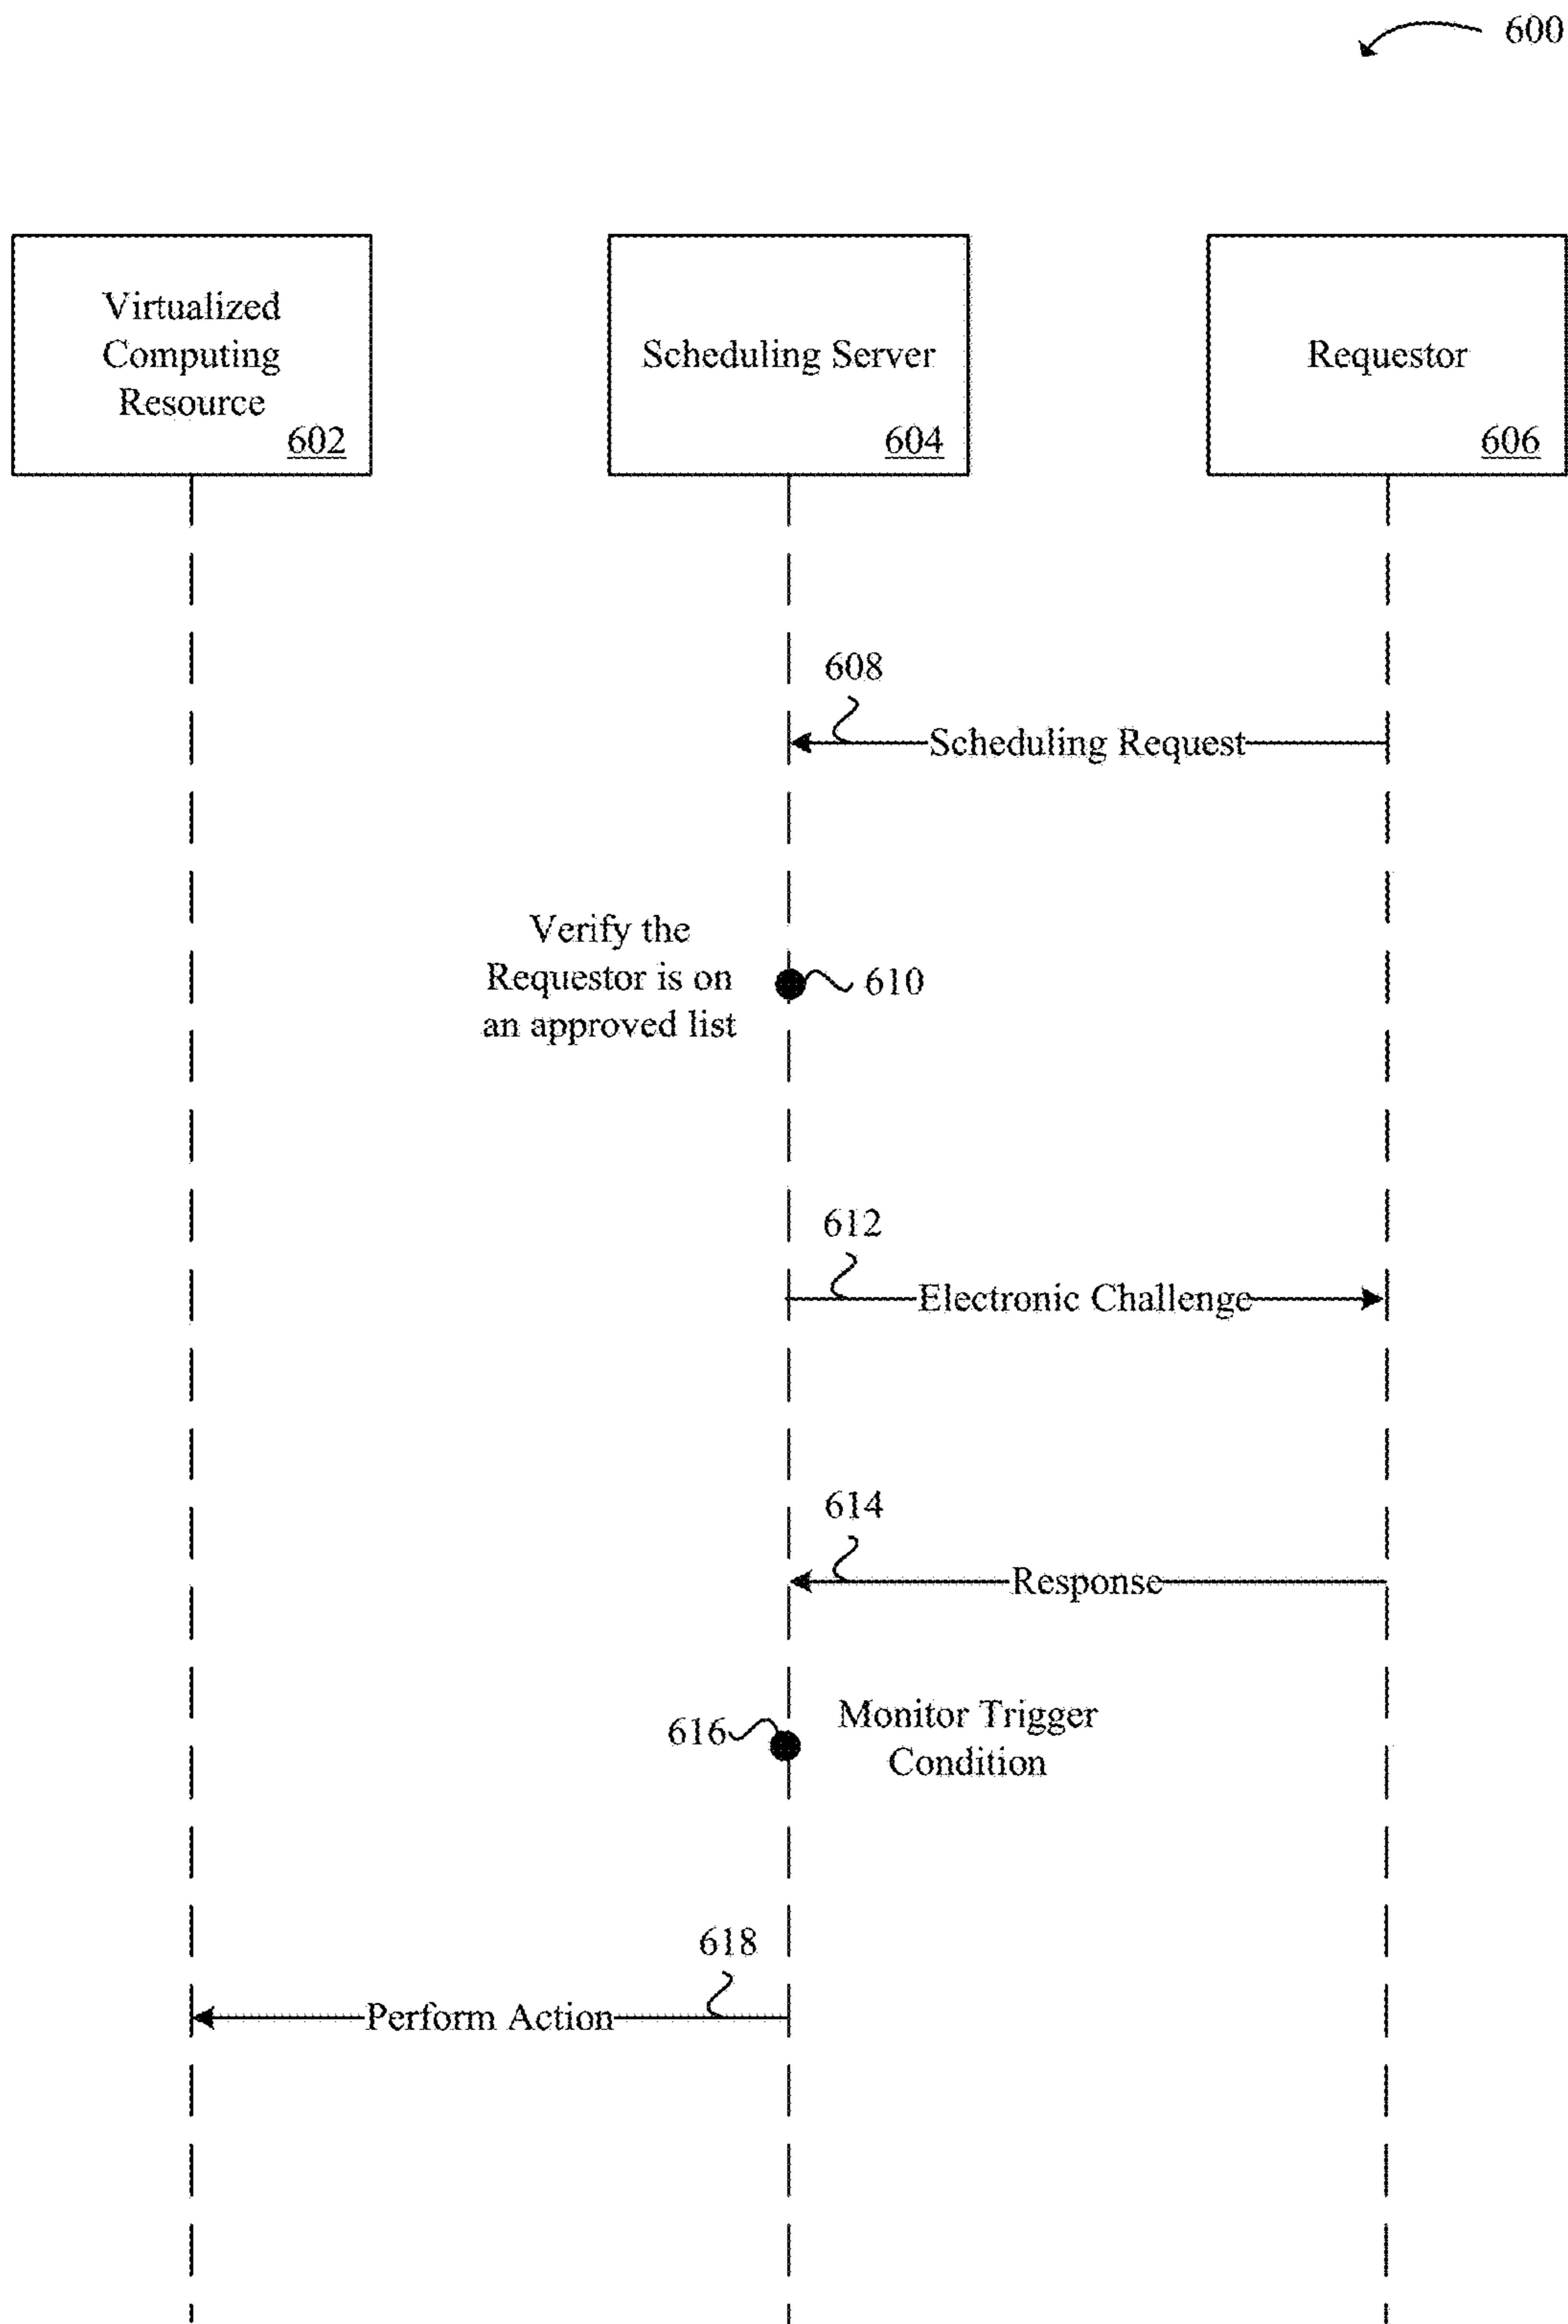 600
Virtualized
Computing
Resource
602
Scheduling Server
604
Requestor
606
608
Scheduling Request
Verify the
Requestor is on
an approved list
610
612
Electronic Challenge
614
Response
616
Monitor Trigger
Condition
618
Perform Action